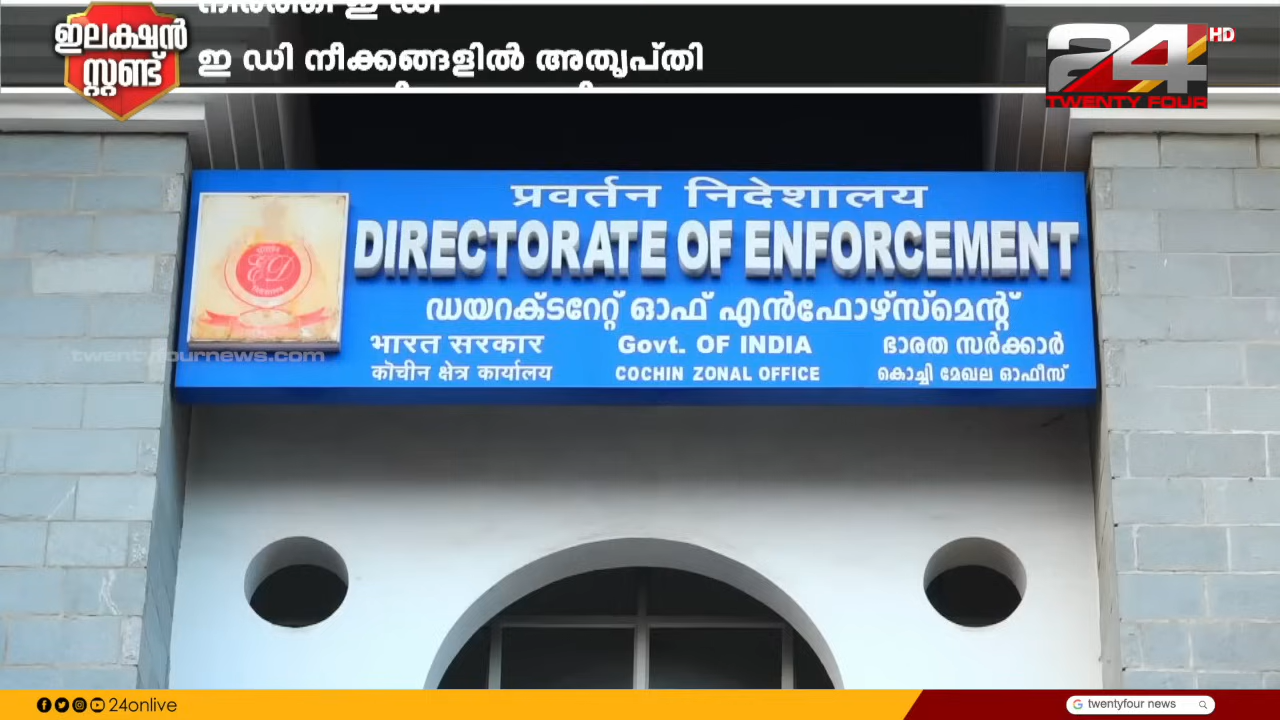 ഇലക്ഷൻ
സ്റ്റണ്ട്
ഇ ഡി
ഇ ഡി നീക്കങ്ങളിൽ അതൃപ്തി
24 HD
TWENTY FOUR
प्रवर्तन निदेशालय
DIRECTORATE OF ENFORCEMENT
ഡയറക്ടറേറ്റ് ഓഫ് എൻഫോഴ്സ്മെന്റ്
ED
भारत सरकार Govt. OF INDIA ഭാരത സർക്കാർ
कोचीन क्षेत्र कार्यालय COCHIN ZONAL OFFICE കൊച്ചി മേഖല ഓഫീസ്
twentyfournews.com
24onlive
twentyfour news